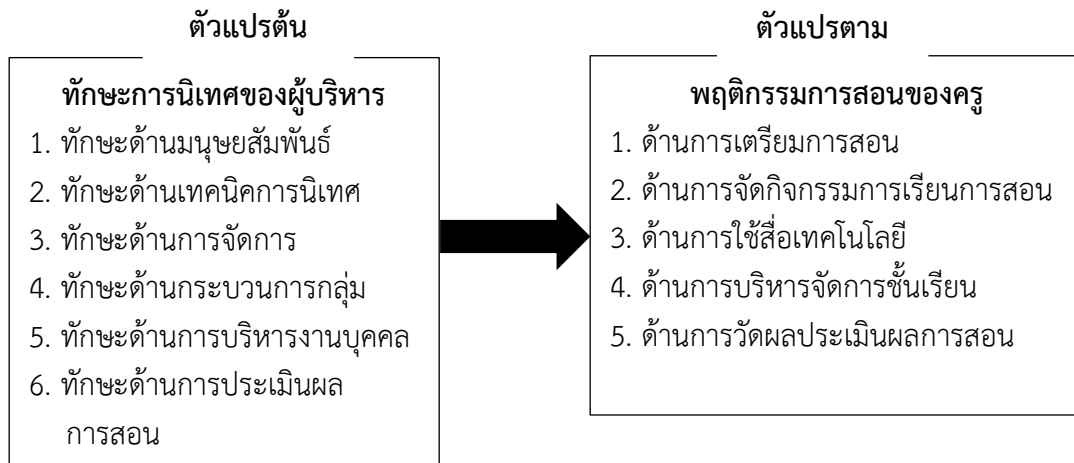 ตัวแปรต้น
ทักษะการนิเทศของผู้บริหาร
1. ทักษะด้านมนุษยสัมพันธ์
2. ทักษะด้านเทคนิคการนิเทศ
3. ทักษะด้านการจัดการ
4. ทักษะด้านกระบวนการกลุ่ม
5. ทักษะด้านการบริหารงานบุคคล
6. ทักษะด้านการประเมินผล
การสอน
ตัวแปรตาม
พฤติกรรมการสอนของครู
1. ด้านการเตรียมการสอน
2. ด้านการจัดกิจกรรมการเรียนการสอน
3. ด้านการใช้สื่อเทคโนโลยี
4. ด้านการบริหารจัดการชั้นเรียน
5. ด้านการวัดผลประเมินผลการสอน